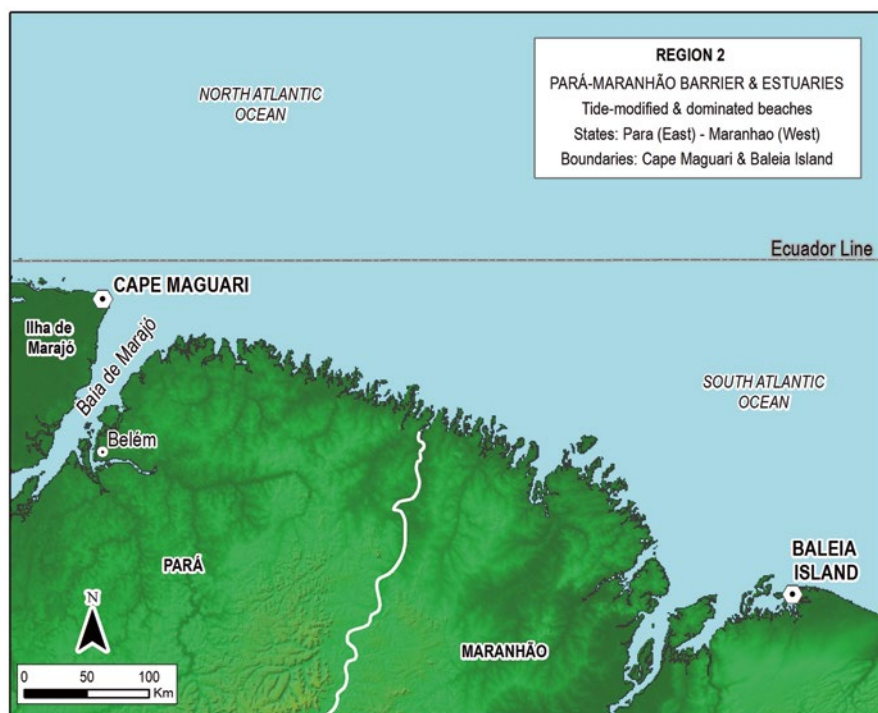 NORTH ATLANTIC
OCEAN
REGION 2
PARÁ-MARANHÃO BARRIER & ESTUARIES
Tide-modified & dominated beaches
States: Para (East) - Maranhao (West)
Boundaries: Cape Maguari & Baleia Island
Ecuador Line
CAPE MAGUARI
Ilha de
Marajó
Baía de Marajó
SOUTH ATLANTIC
OCEAN
Belém
BALEIA
ISLAND
PARÁ
N
MARANHÃO
0 50 100
Km